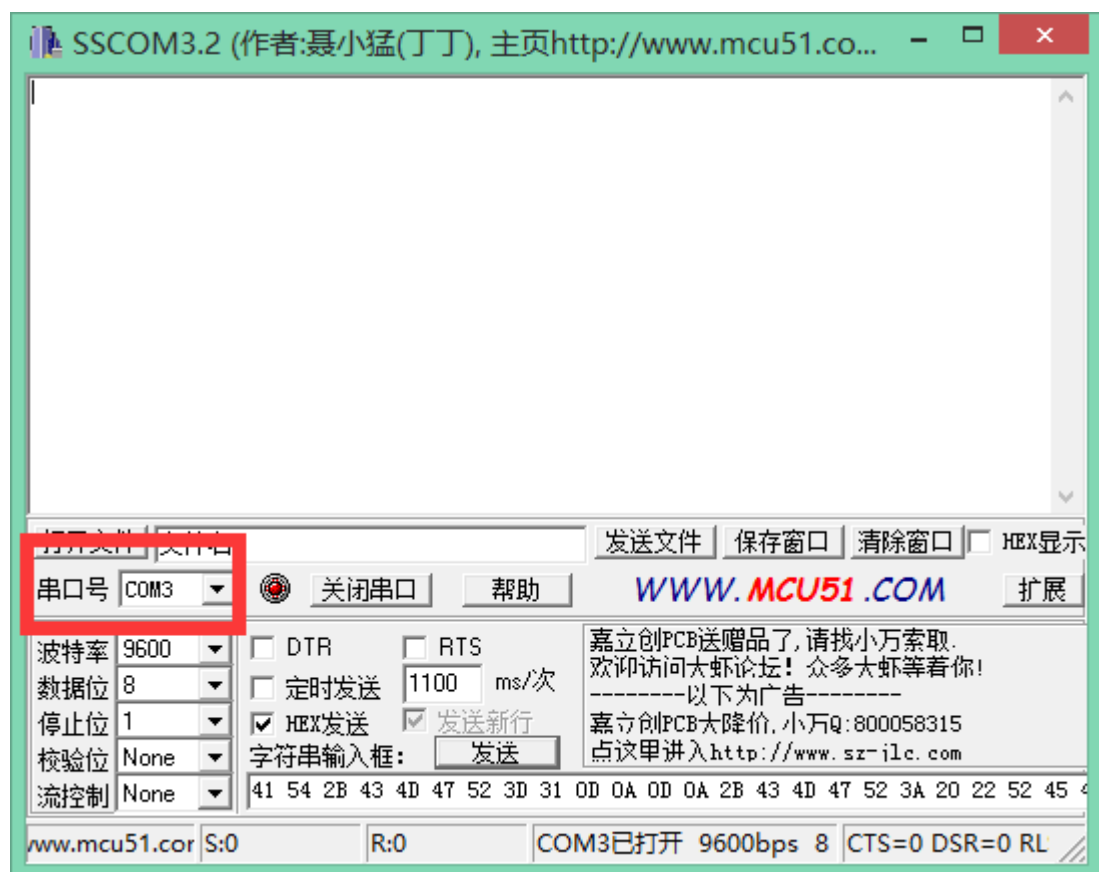 SSCOM3.2 (作者:聂小猛(丁丁), 主页http://www.mcu51.co...
打开文件 文件名 发送文件 保存窗口 清除窗口 HEX显示
串口号 COM3 关闭串口 帮助 WWW.MCU51.COM 扩展
波特率 9600 DTR RTS
数据位 8 定时发送 1100 ms/次
停止位 1 HEX发送 发送新行
校验位 None 字符串输入框: 发送
流控制 None 41 54 2B 43 4D 47 52 3D 31 0D 0A 0D 0A 2B 43 4D 47 52 3A 20 22 52 45
嘉立创PCB送赠品了,请找小万索取.
欢迎访问大虾论坛! 众多大虾等着你!
--------以下为广告--------
嘉立创PCB大降价,小万Q:800058315
点这里进入http://www.sz-jlc.com
www.mcu51.cor S:0 R:0 COM3已打开 9600bps 8 CTS=0 DSR=0 RL